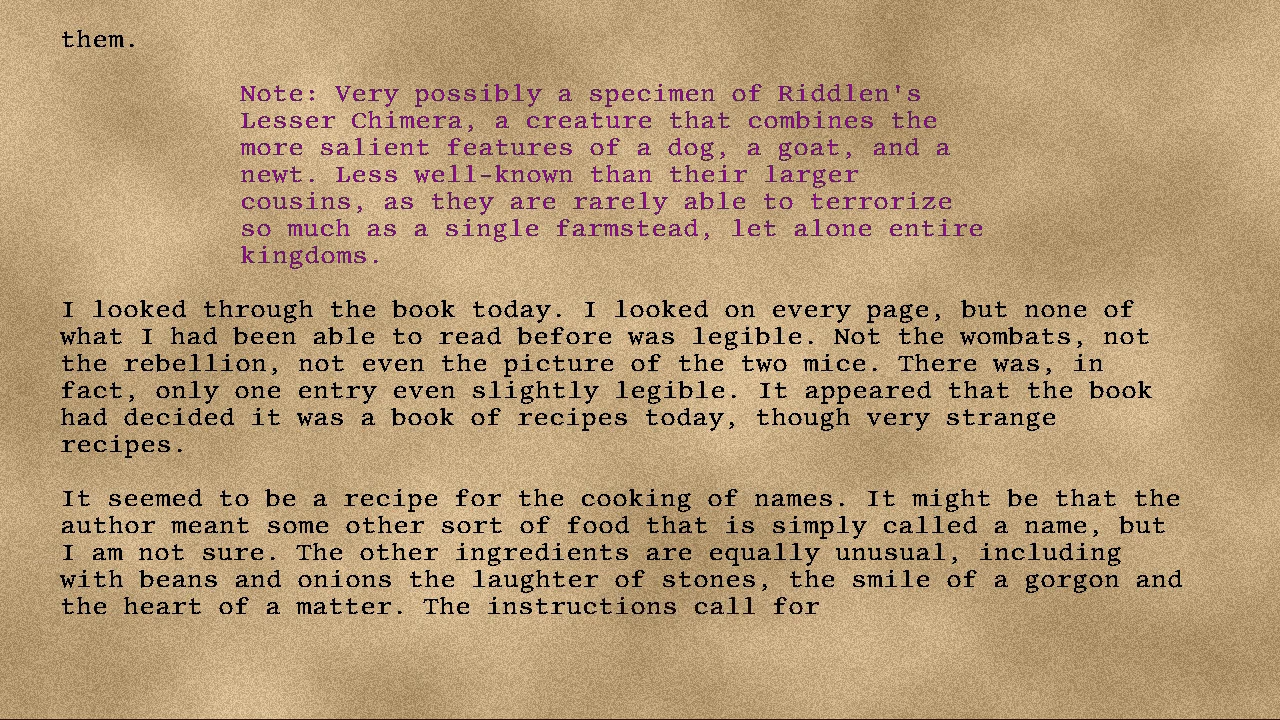 them.
Note: Very possibly a specimen of Riddlen's
Lesser Chimera, a creature that combines the
more salient features of a dog, a goat, and a
newt. Less well-known than their larger
cousins, as they are rarely able to terrorize
so much as a single farmstead, let alone entire
kingdoms.
I looked through the book today. I looked on every page, but none of
what I had been able to read before was legible. Not the wombats, not
the rebellion, not even the picture of the two mice. There was, in
fact, only one entry even slightly legible. It appeared that the book
had decided it was a book of recipes today, though very strange
recipes.
It seemed to be a recipe for the cooking of names. It might be that the
author meant some other sort of food that is simply called a name, but
I am not sure. The other ingredients are equally unusual, including
with beans and onions the laughter of stones, the smile of a gorgon and
the heart of a matter. The instructions call for